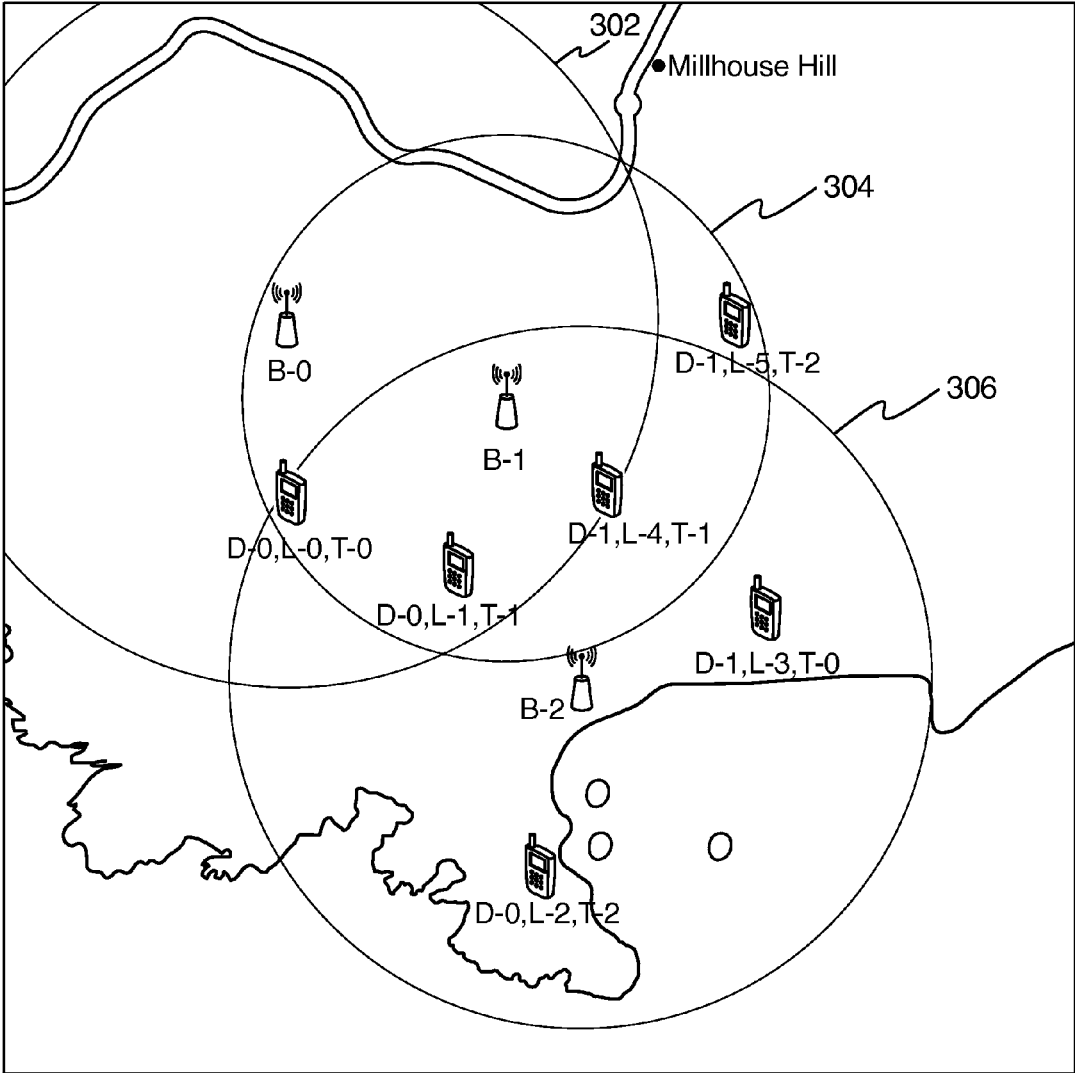 302
Millhouse Hill
304
D-1,L-5,T-2
B-0
306
B-1
D-1,L-4,T-1
D-0,L-0,T-0
D-0,L-1,T-1
D-1,L-3,T-0
B-2
D-0,L-2,T-2